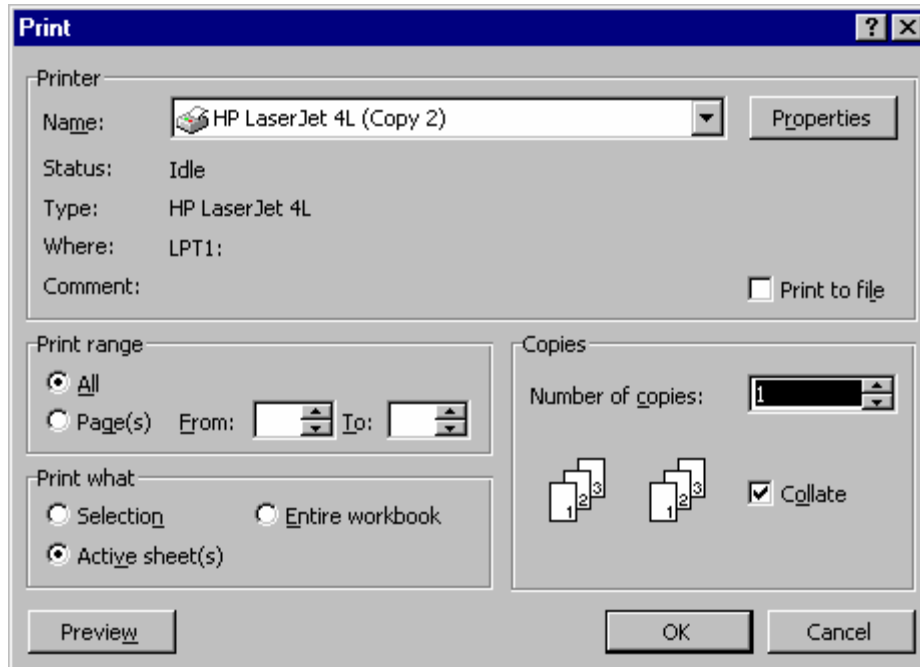 Print
Printer
Name: HP LaserJet 4L (Copy 2) Properties
Status: Idle
Type: HP LaserJet 4L
Where: LPT1:
Comment: Print to file
Print range
All
Page(s) From: To:
Print what
Selection Entire workbook
Active sheet(s)
Copies
Number of copies: 1
1 2 3 1 2 3 Collate
Preview OK Cancel